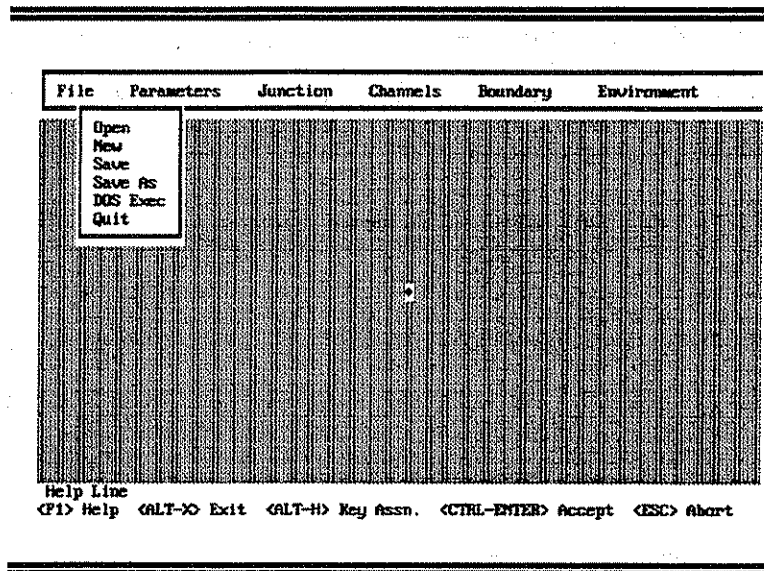 File Parameters Junction Channels Boundary Environment
Open
New
Save
Save As
DOS Exec
Quit
Help Line
<F1> Help <ALT-X> Exit <ALT-H> Key Assn. <CTRL-ENTER> Accept <ESC> Abort